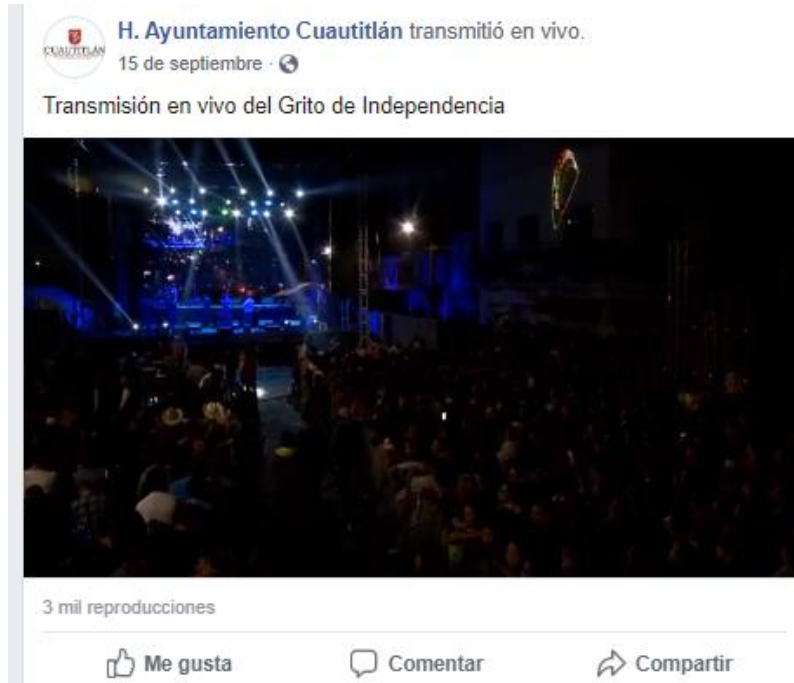 H. Ayuntamiento Cuautitlán transmitió en vivo.
CUAUTITLÁN
15 de septiembre ·
Transmisión en vivo del Grito de Independencia
3 mil reproducciones
Me gusta
Comentar
Compartir